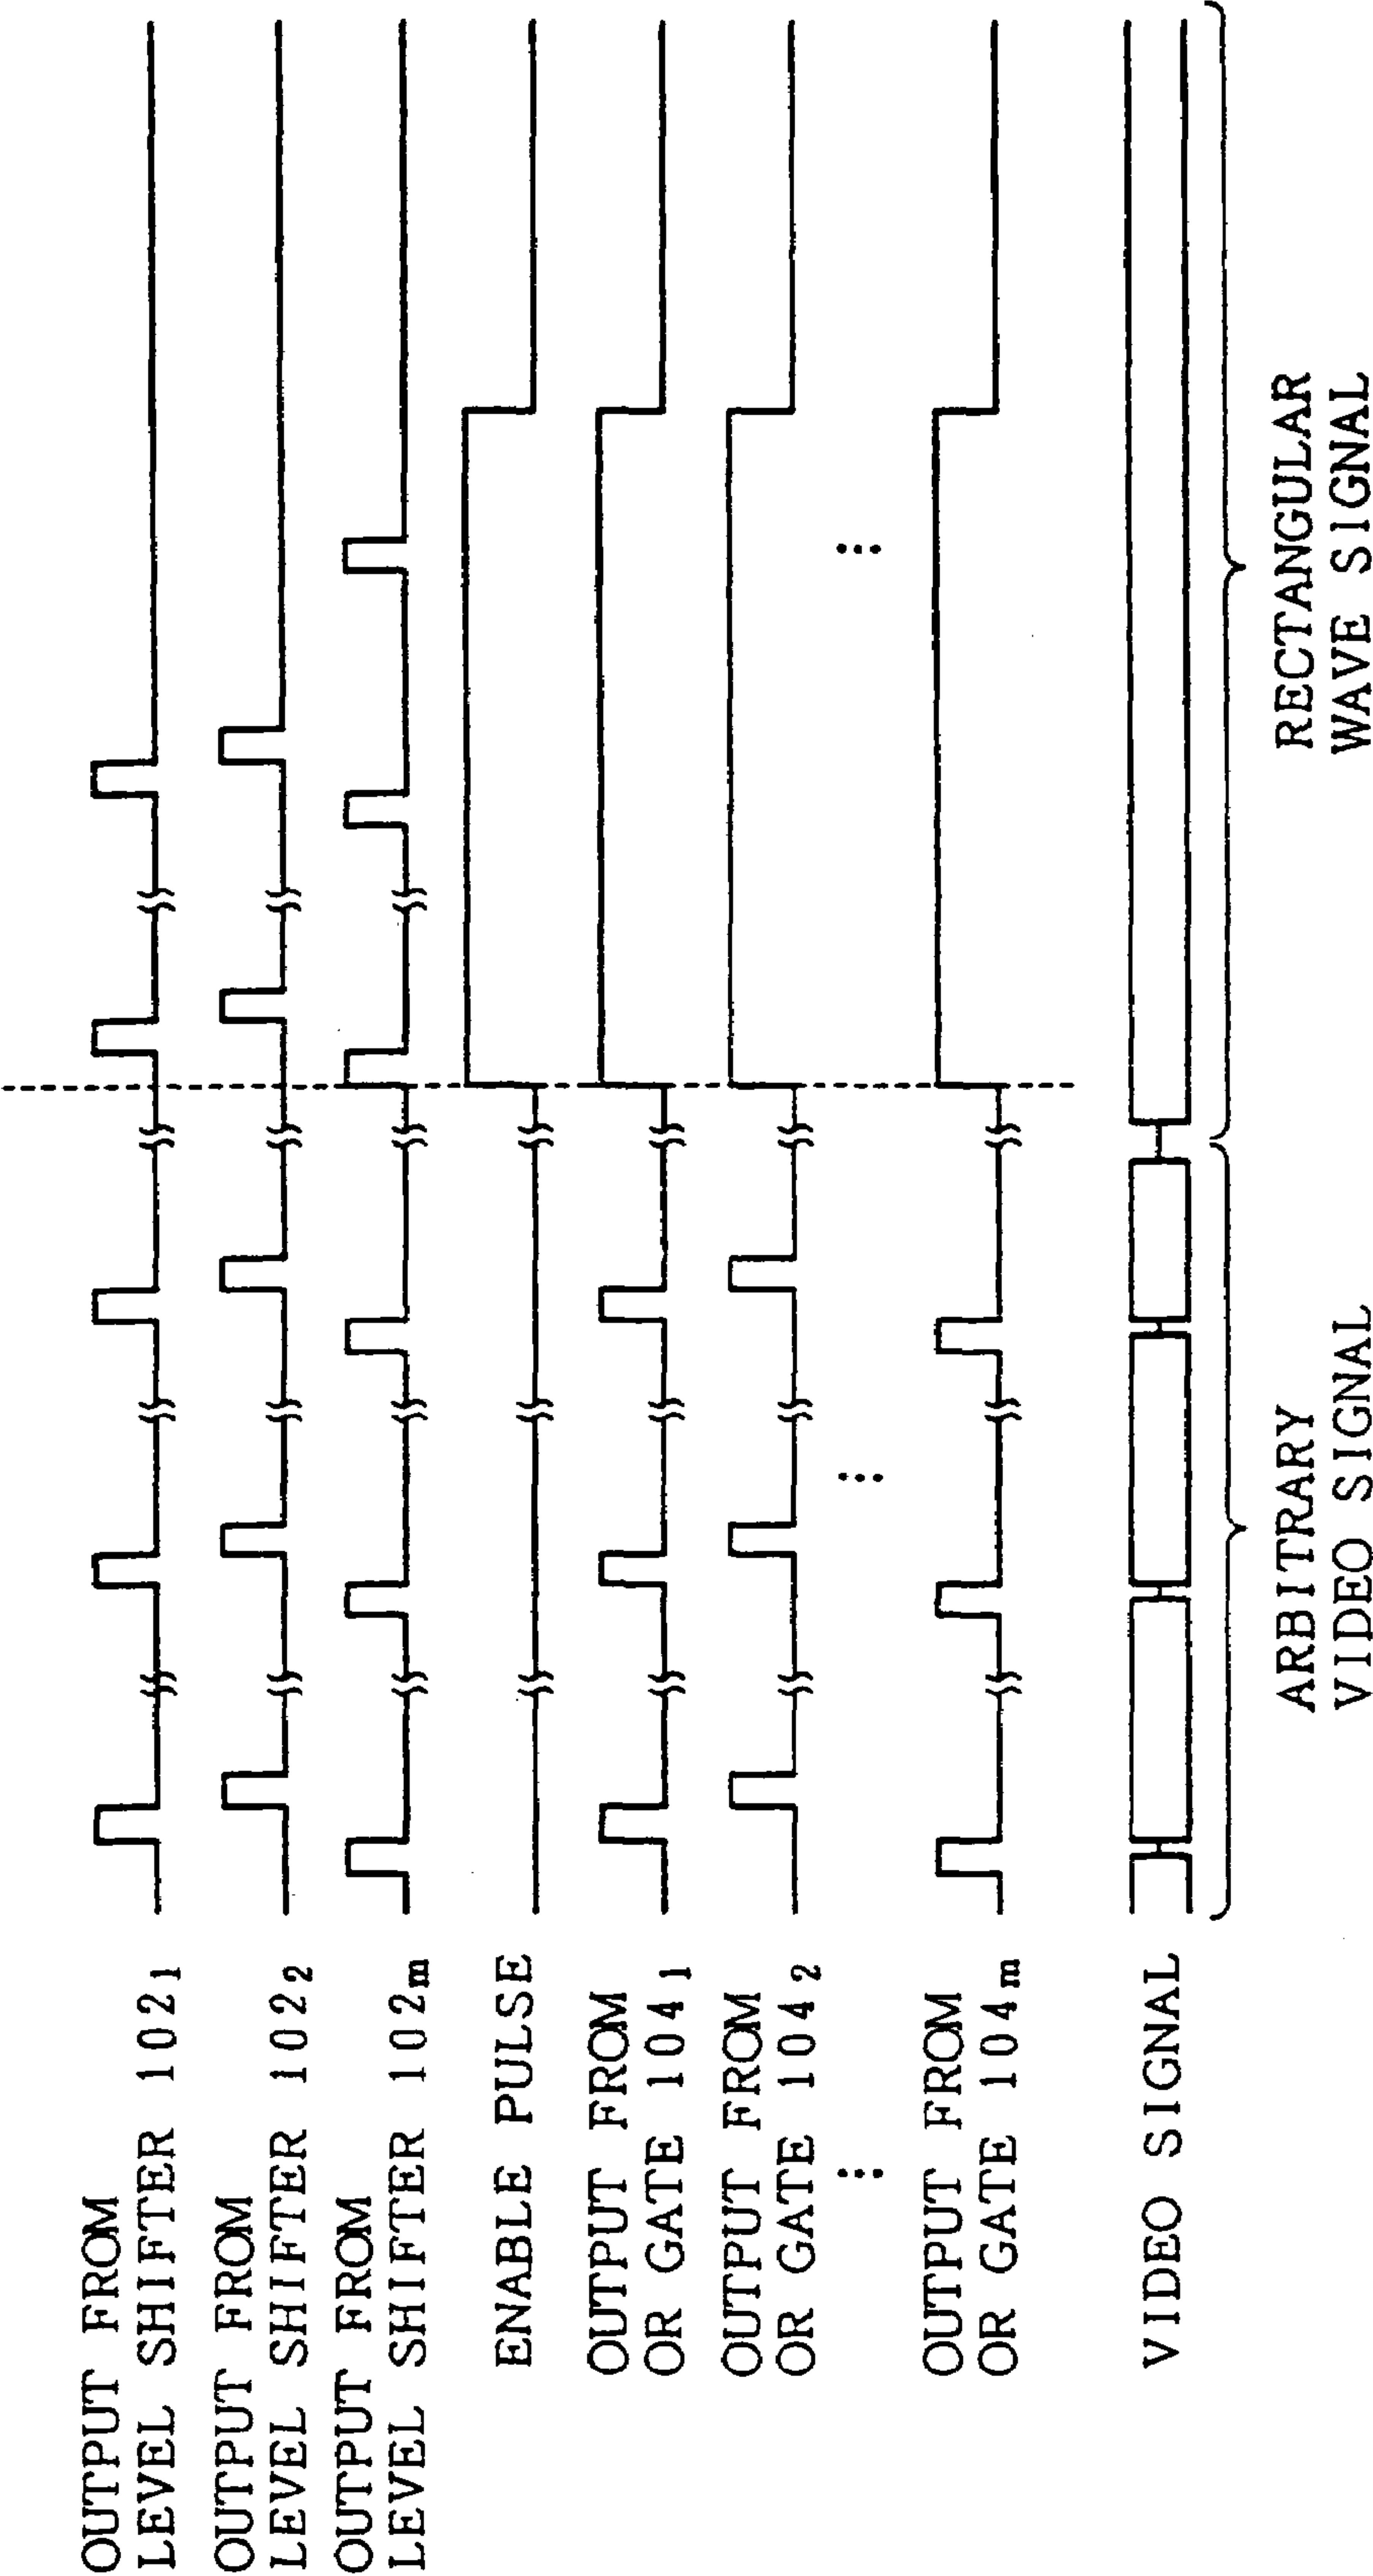 OUTPUT FROM
LEVEL SHIFTER 102₁
OUTPUT FROM
LEVEL SHIFTER 102₂
OUTPUT FROM
LEVEL SHIFTER 102ₘ
ENABLE PULSE
OUTPUT FROM
OR GATE 104₁
OUTPUT FROM
OR GATE 104₂
OUTPUT FROM
OR GATE 104ₘ
VIDEO SIGNAL
ARBITRARY
VIDEO SIGNAL
RECTANGULAR
WAVE SIGNAL